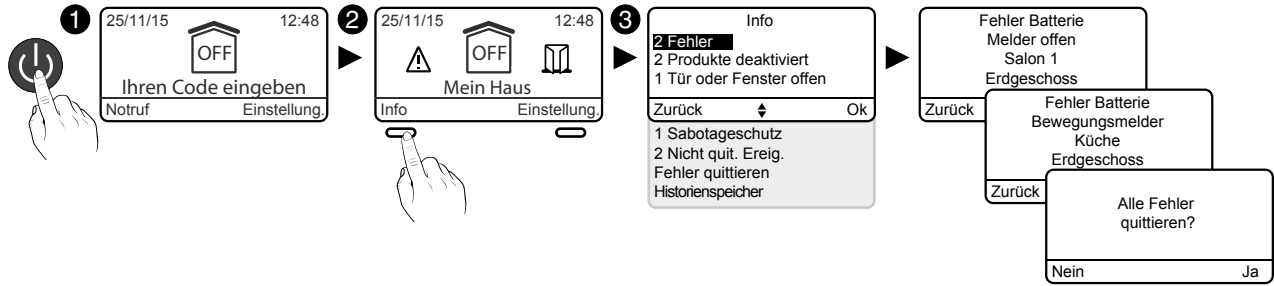 1
25/11/15 12:48
OFF
Ihren Code eingeben
Notruf Einstellung.
2
25/11/15 12:48
OFF
Mein Haus
Info Einstellung.
3
Info
2 Fehler
2 Produkte deaktiviert
1 Tür oder Fenster offen
Zurück Ok
1 Sabotageschutz
2 Nicht quit. Ereig.
Fehler quittieren
Historienspeicher
Fehler Batterie
Melder offen
Salon 1
Erdgeschoss
Zurück
Fehler Batterie
Bewegungsmelder
Küche
Erdgeschoss
Zurück
Alle Fehler
quittieren?
Nein Ja